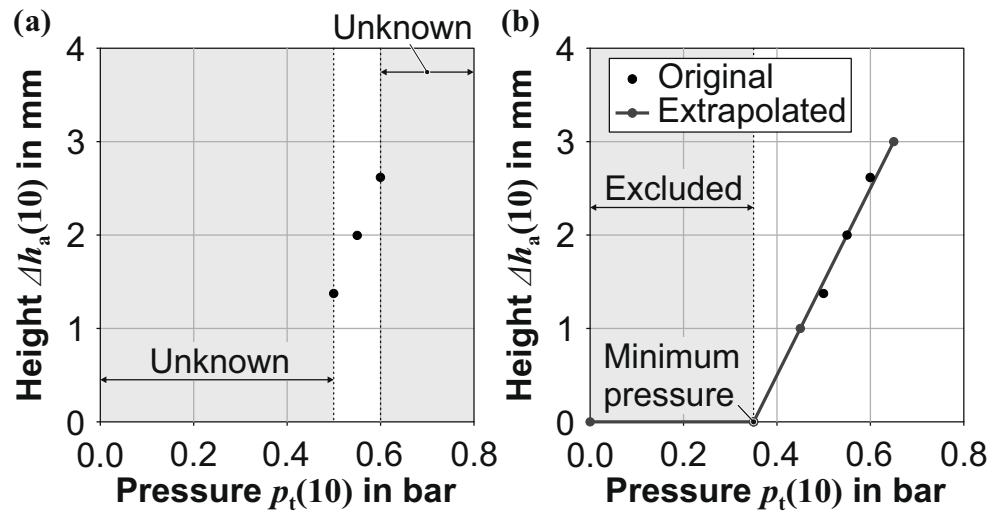 (a)
Unknown
4
3
2
1
0
Height Δhₐ(10) in mm
Unknown
0.0 0.2 0.4 0.6 0.8
Pressure pₜ(10) in bar
(b)
4
3
2
1
0
Height Δhₐ(10) in mm
Original
Extrapolated
Excluded
Minimum
pressure
0.0 0.2 0.4 0.6 0.8
Pressure pₜ(10) in bar